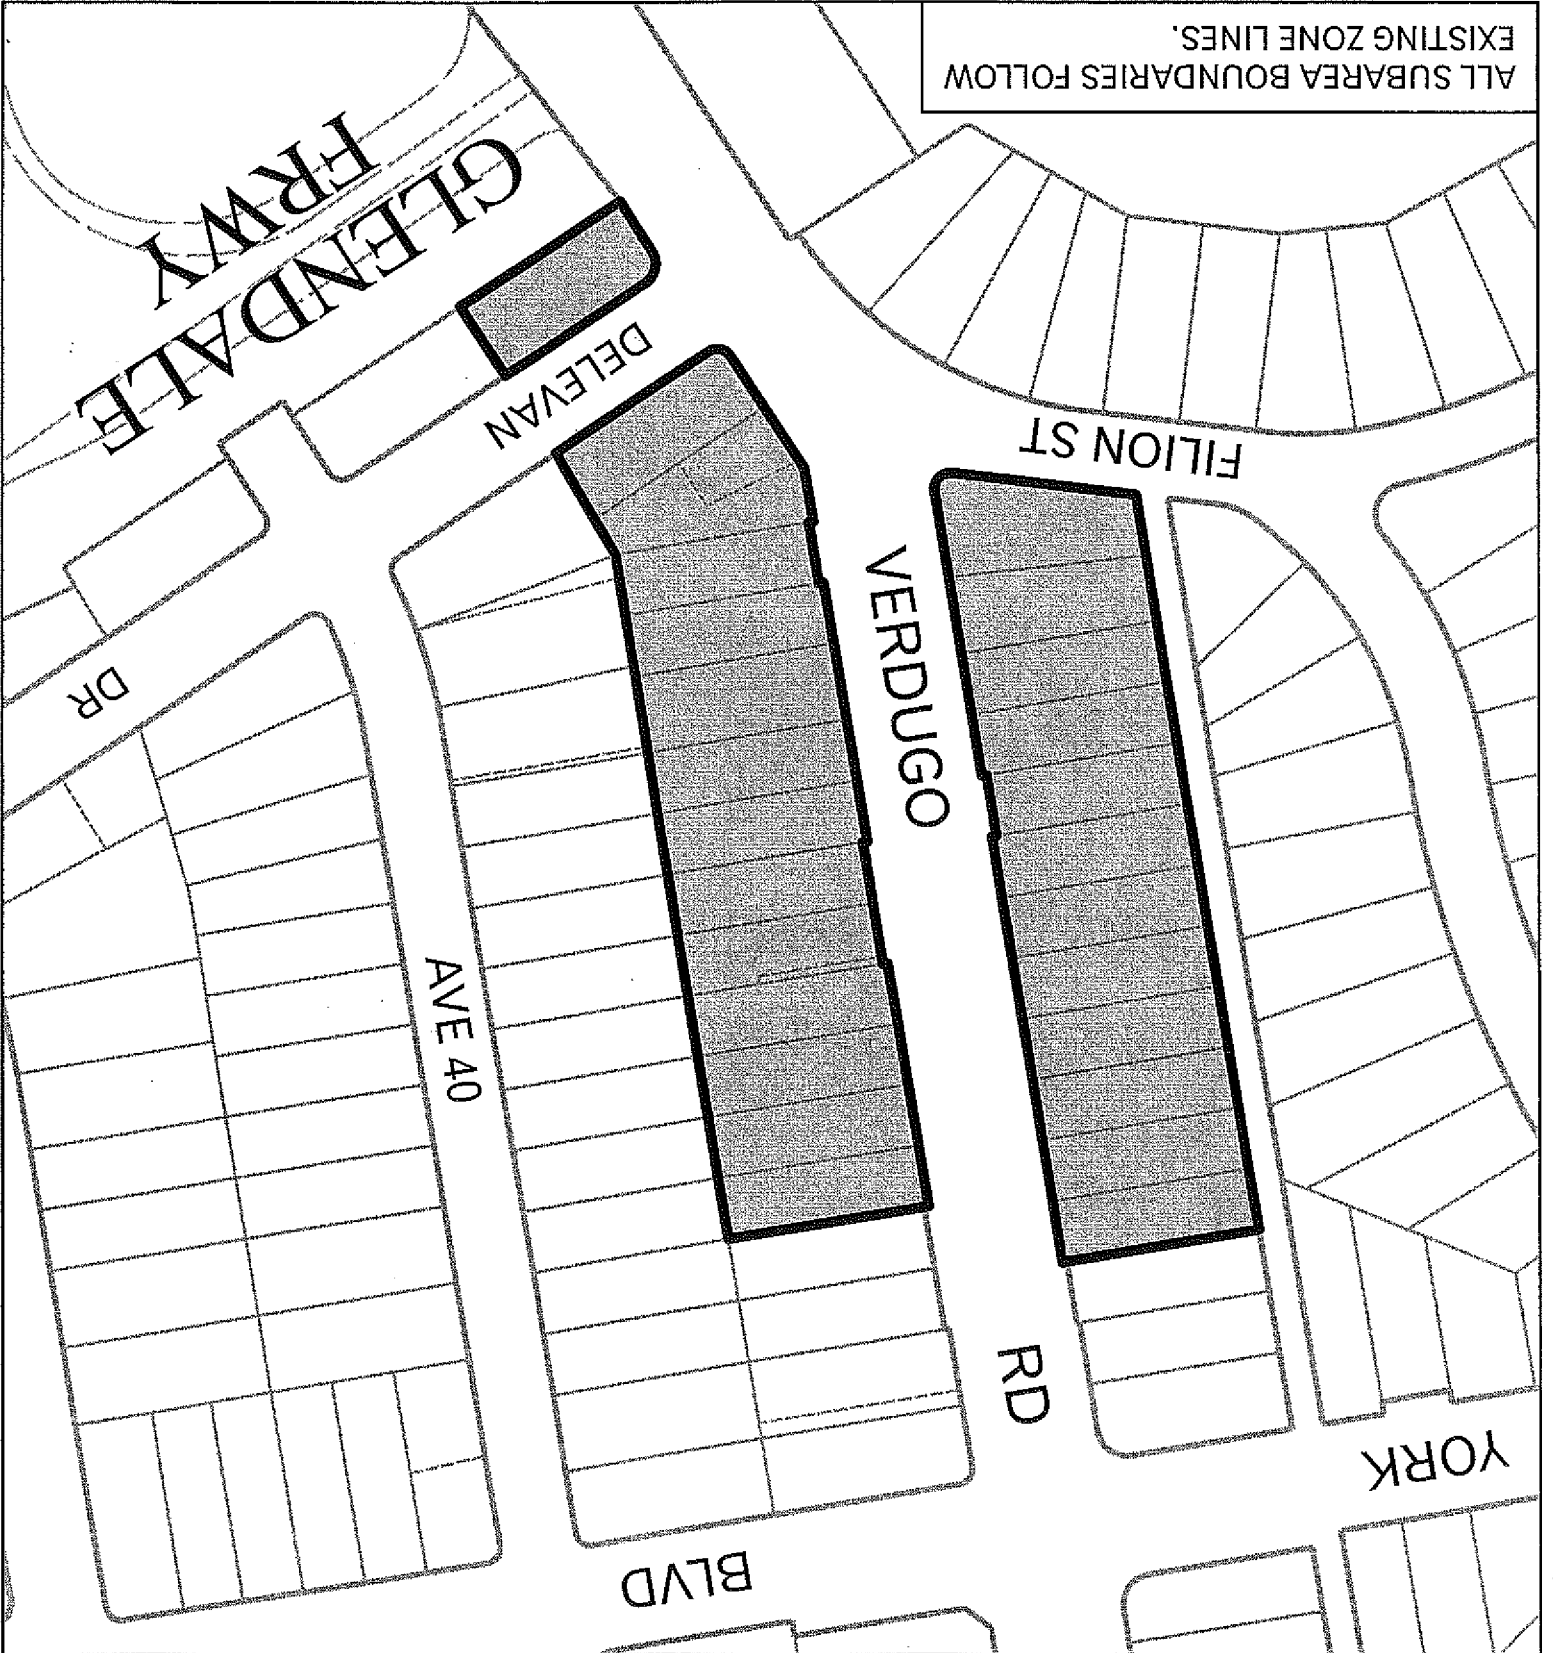 ALL SUBAREA BOUNDARIES FOLLOW
EXISTING ZONE LINES.
BLVD
YORK
RD
AVE 40
DR
VERDUGO
FILION ST
DELEVAN
GLENDALE
FRWY